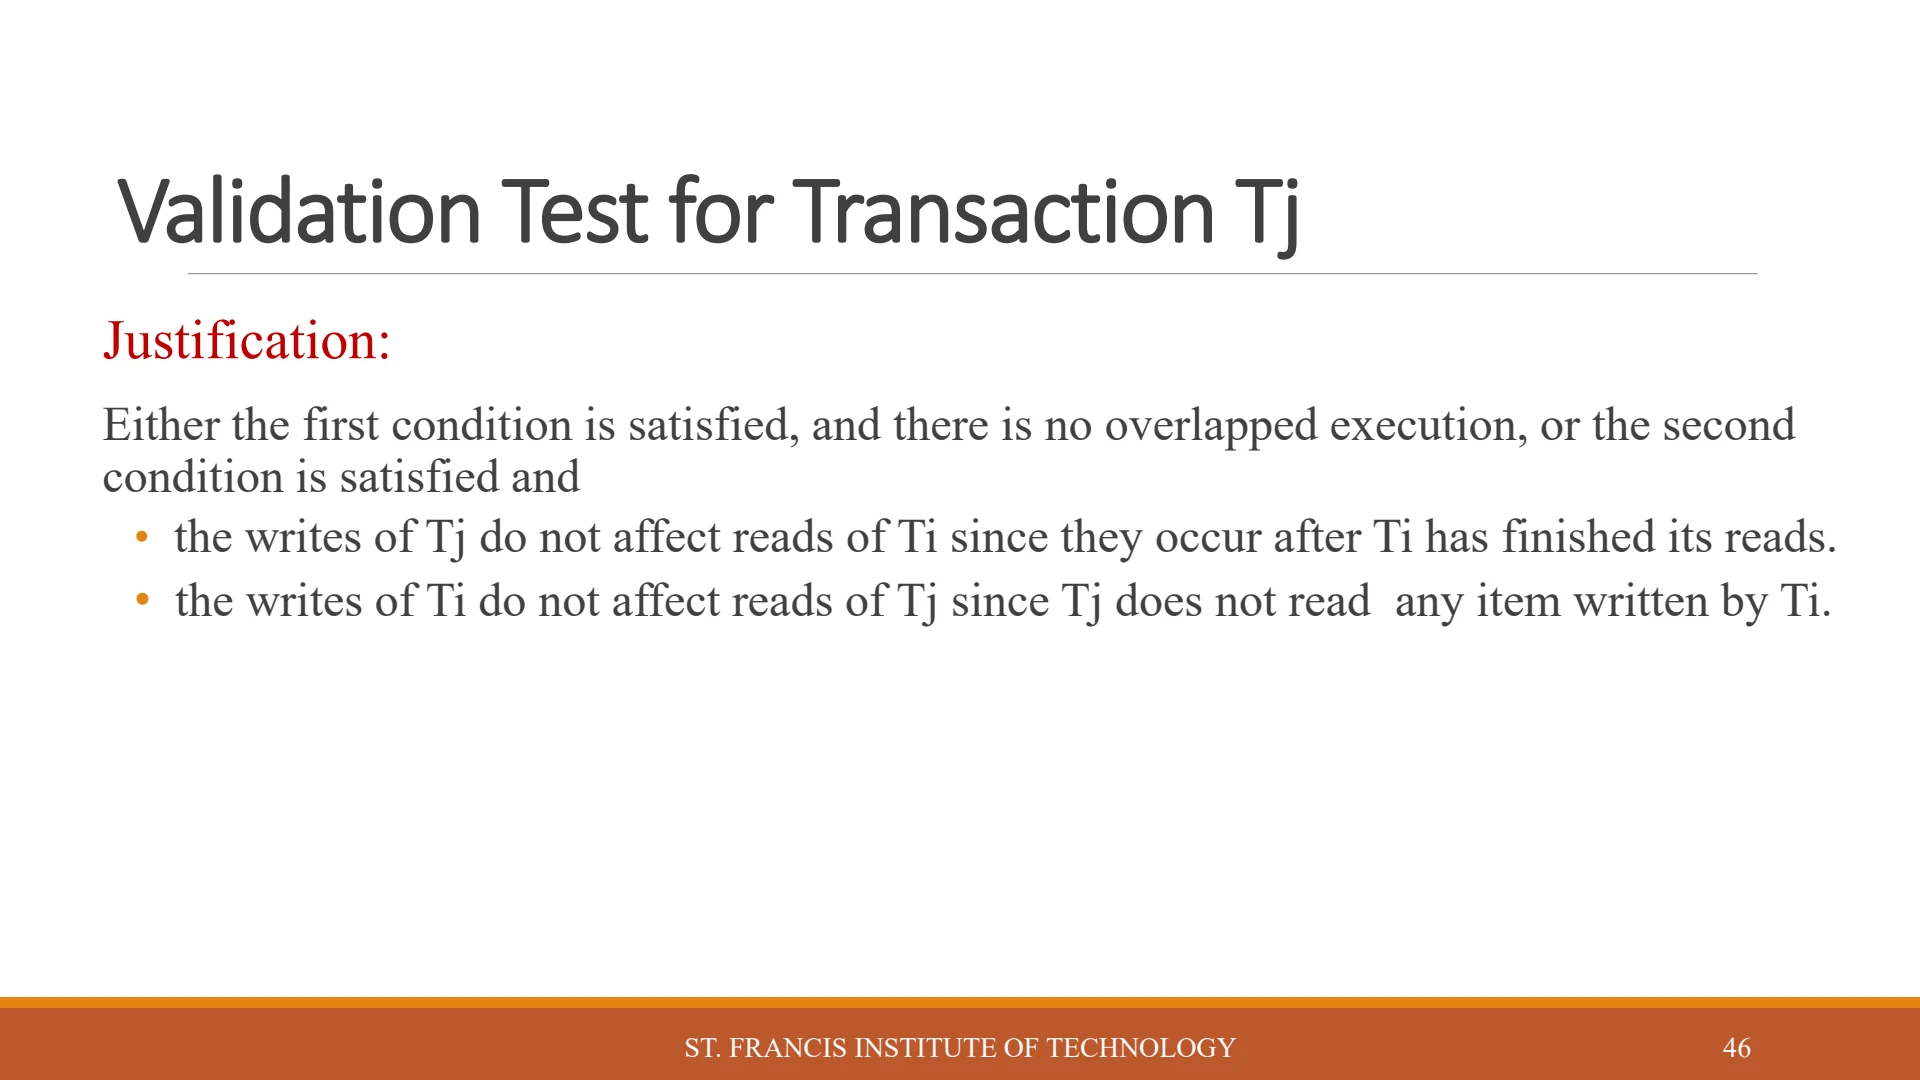 Validation Test for Transaction Tj
Justification:
Either the first condition is satisfied, and there is no overlapped execution, or the second
condition is satisfied and
• the writes of Tj do not affect reads of Ti since they occur after Ti has finished its reads.
• the writes of Ti do not affect reads of Tj since Tj does not read  any item written by Ti.
ST. FRANCIS INSTITUTE OF TECHNOLOGY
46